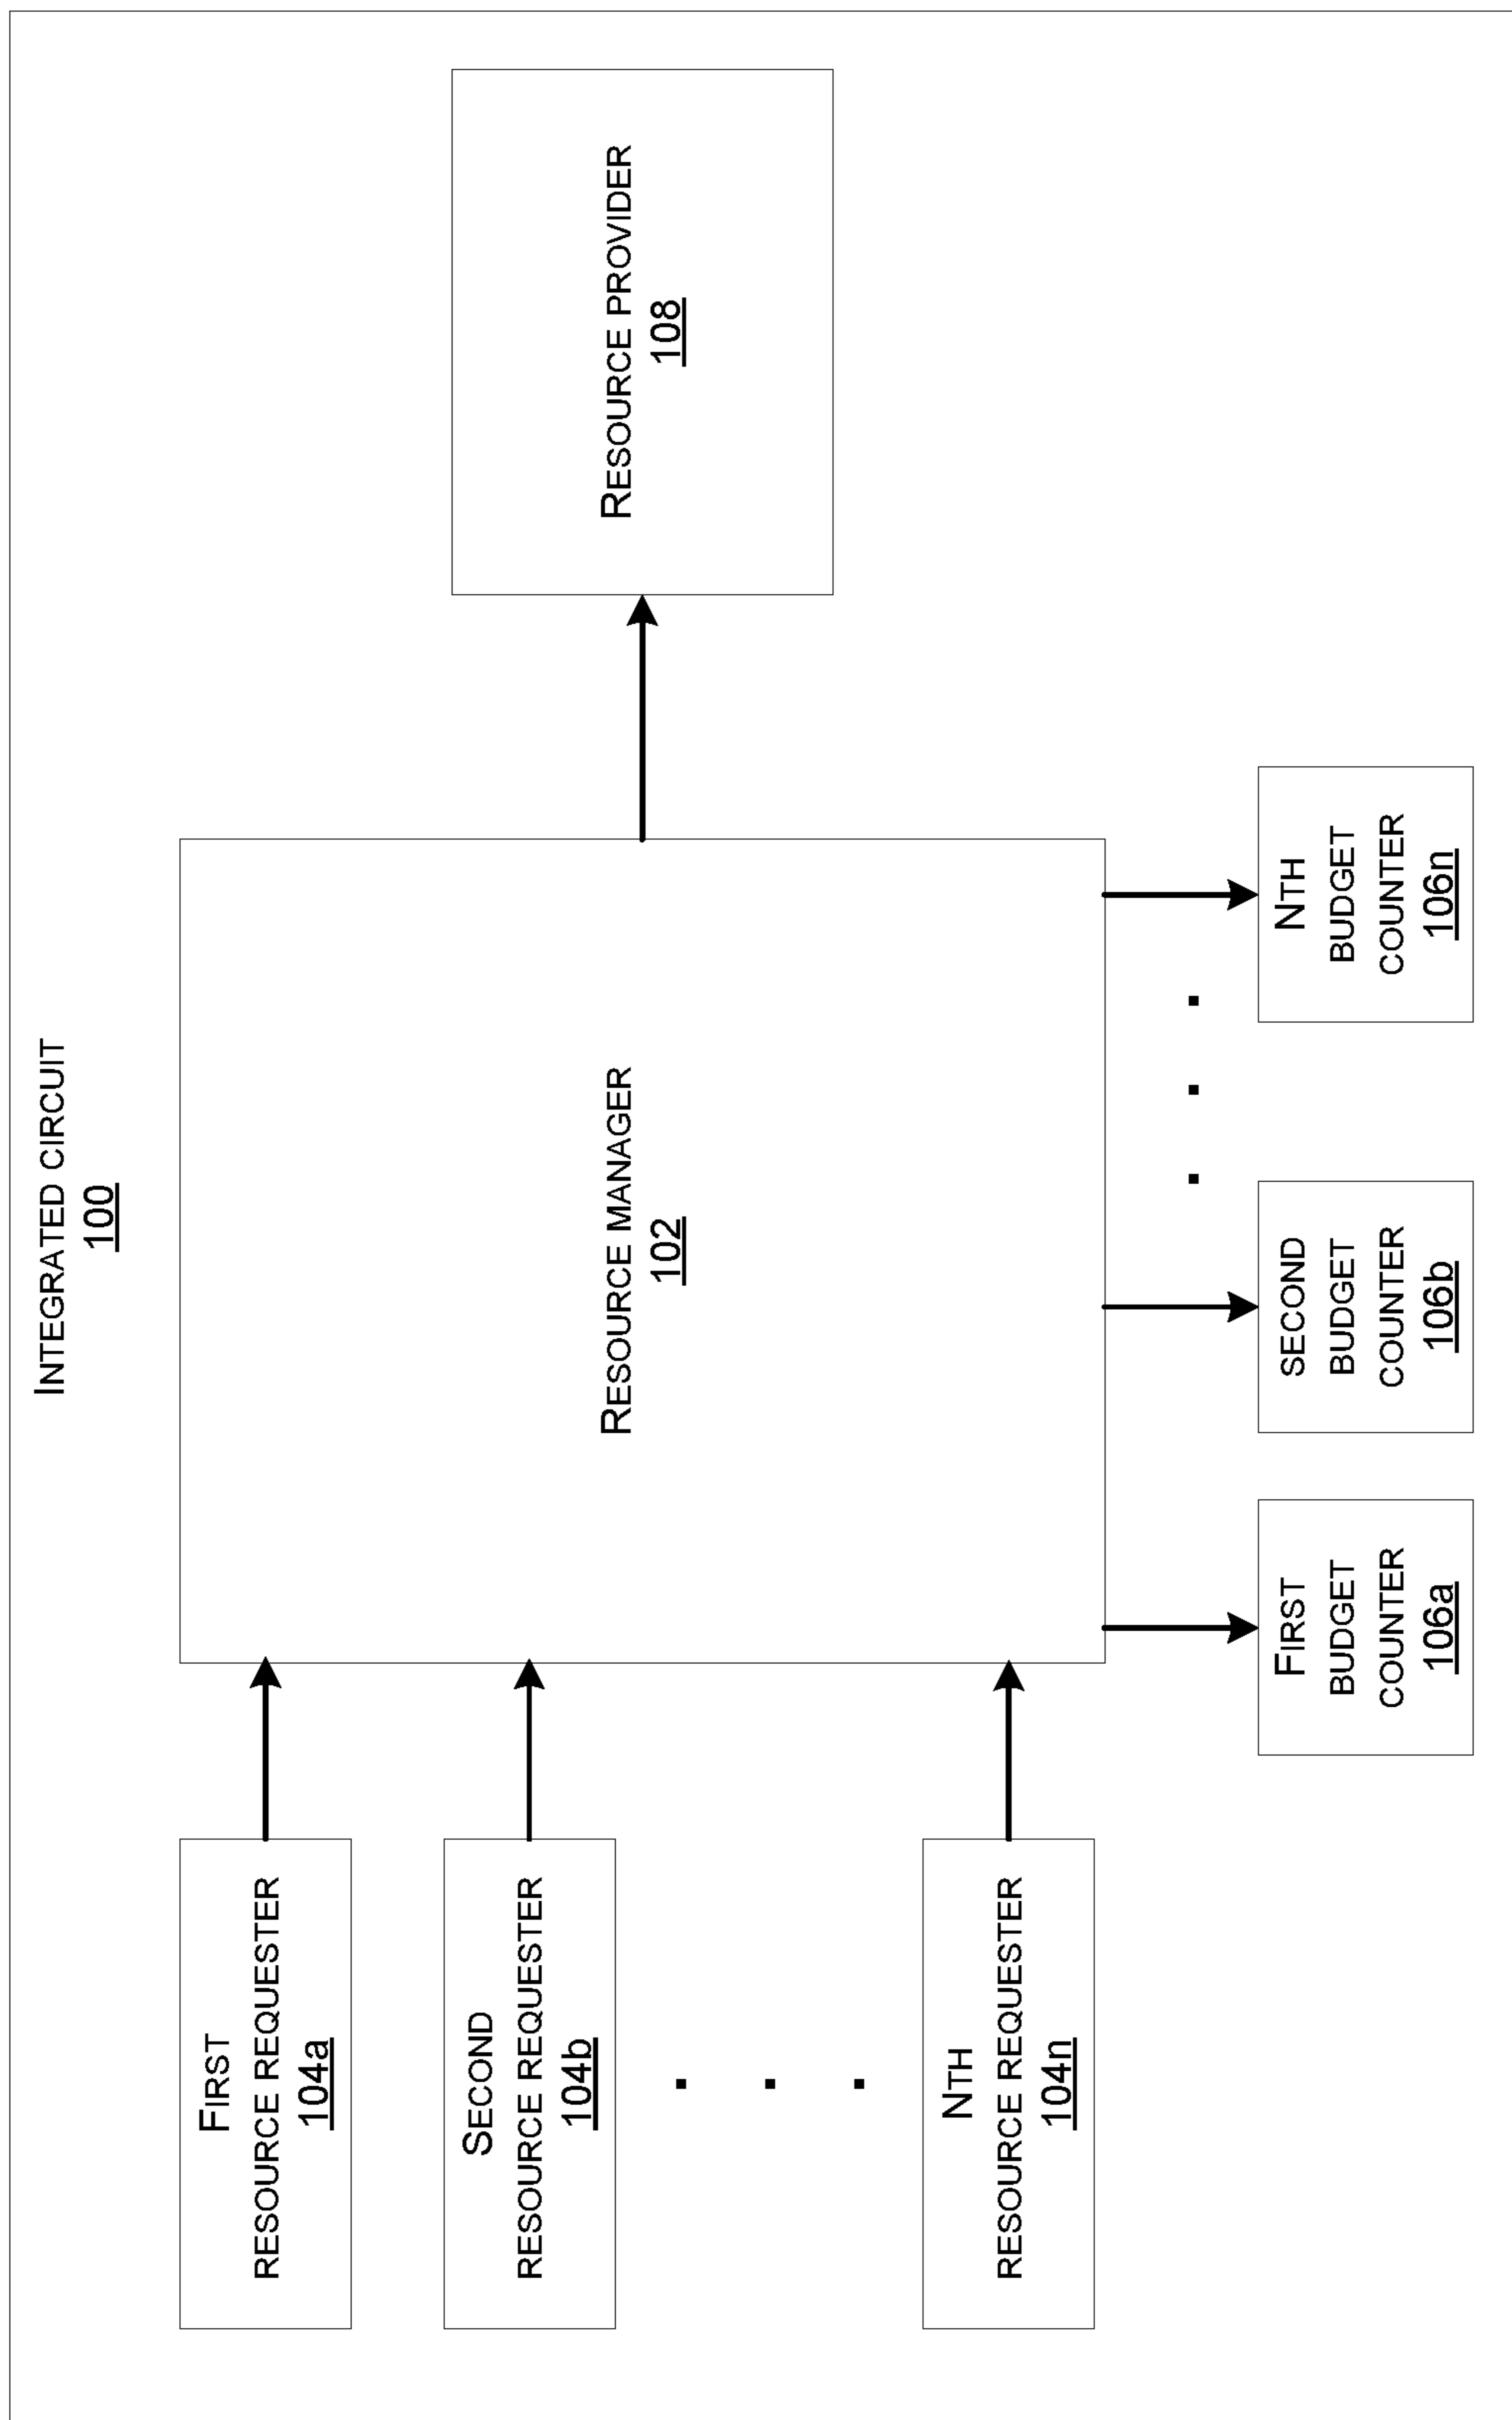 INTEGRATED CIRCUIT
100
FIRST
RESOURCE REQUESTER
104a
SECOND
RESOURCE REQUESTER
104b
. . .
NTH
RESOURCE REQUESTER
104n
RESOURCE MANAGER
102
RESOURCE PROVIDER
108
FIRST
BUDGET
COUNTER
106a
SECOND
BUDGET
COUNTER
106b
. . .
NTH
BUDGET
COUNTER
106n